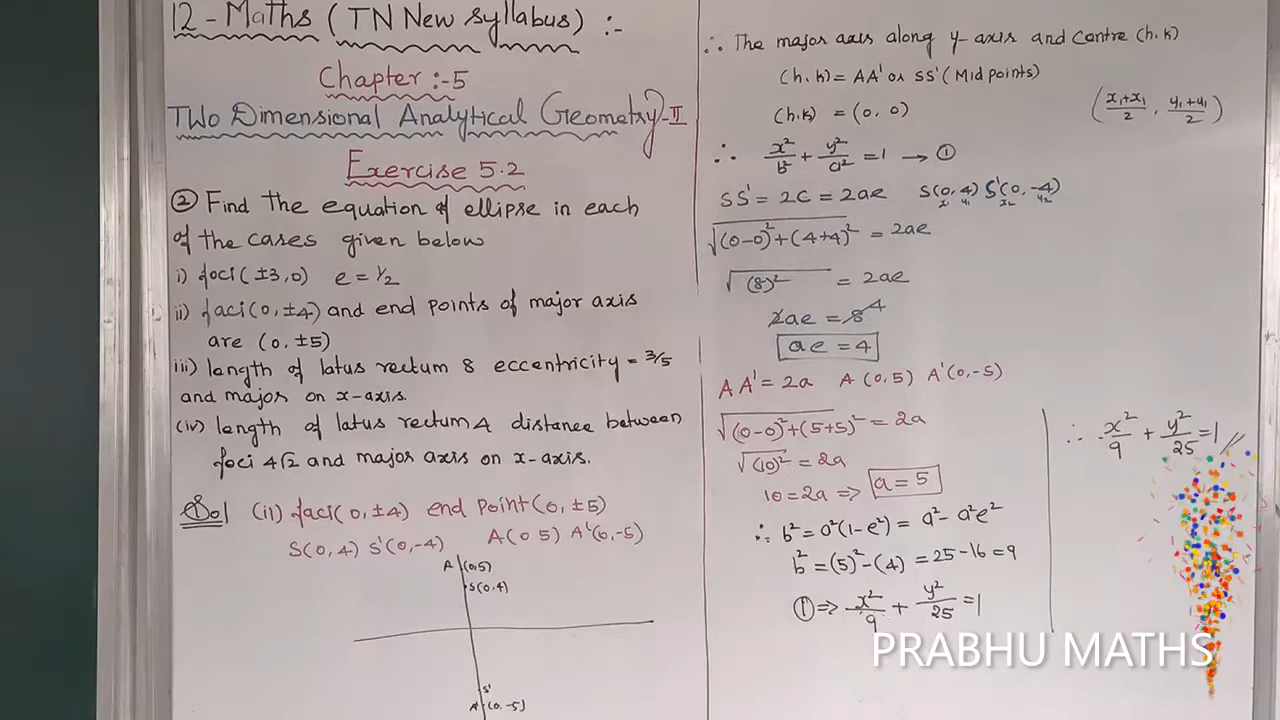 12 - Maths ( TN New Syllabus ) :-
Chapter :- 5
TWO Dimensional Analytical Geometry - II
Exercise 5.2
② Find the equation of ellipse in each
of the cases given below
i) foci (±3,0) e = 1/2
ii) faci (0, ±4) and end points of major axis
are (0, ±5)
iii) length of latus rectum 8 eccentricity = 3/5
and major on x-axis.
(iv) length of latus rectum 4 distance between
foci 4√2 and major axis on x-axis.
Sol (ii) faci (0, ±4) end point (0, ±5)
S(0,4) S'(0,-4) A(0 5) A'(0,-5)
A (0,5)
S(0,4)
S'
A' (0,-5)
∴ The major axis along y-axis and Centre (h.k)
(h.k) = AA' or SS' (Mid points)
(h.k) = (0, 0) (x₁+x₁/2 , y₁+y₁/2)
∴ x²/b² + y²/a² = 1 → ①
SS' = 2C = 2ae S(0,4) S'(0,-4)
x₁ y₁ x₂ y₂
√(0-0)²+(4+4)² = 2ae
√(8)² = 2ae
2ae = 8 4
ae = 4
AA' = 2a A (0,5) A'(0,-5)
√(0-0)²+(5+5)² = 2a
√(10)² = 2a
10 = 2a ⇒ a = 5
∴ b² = a²(1-e²) = a² - a²e²
b² = (5)² - (4) = 25 - 16 = 9
① ⇒ x²/9 + y²/25 = 1
∴ x²/9 + y²/25 = 1 //
PRABHU MATHS